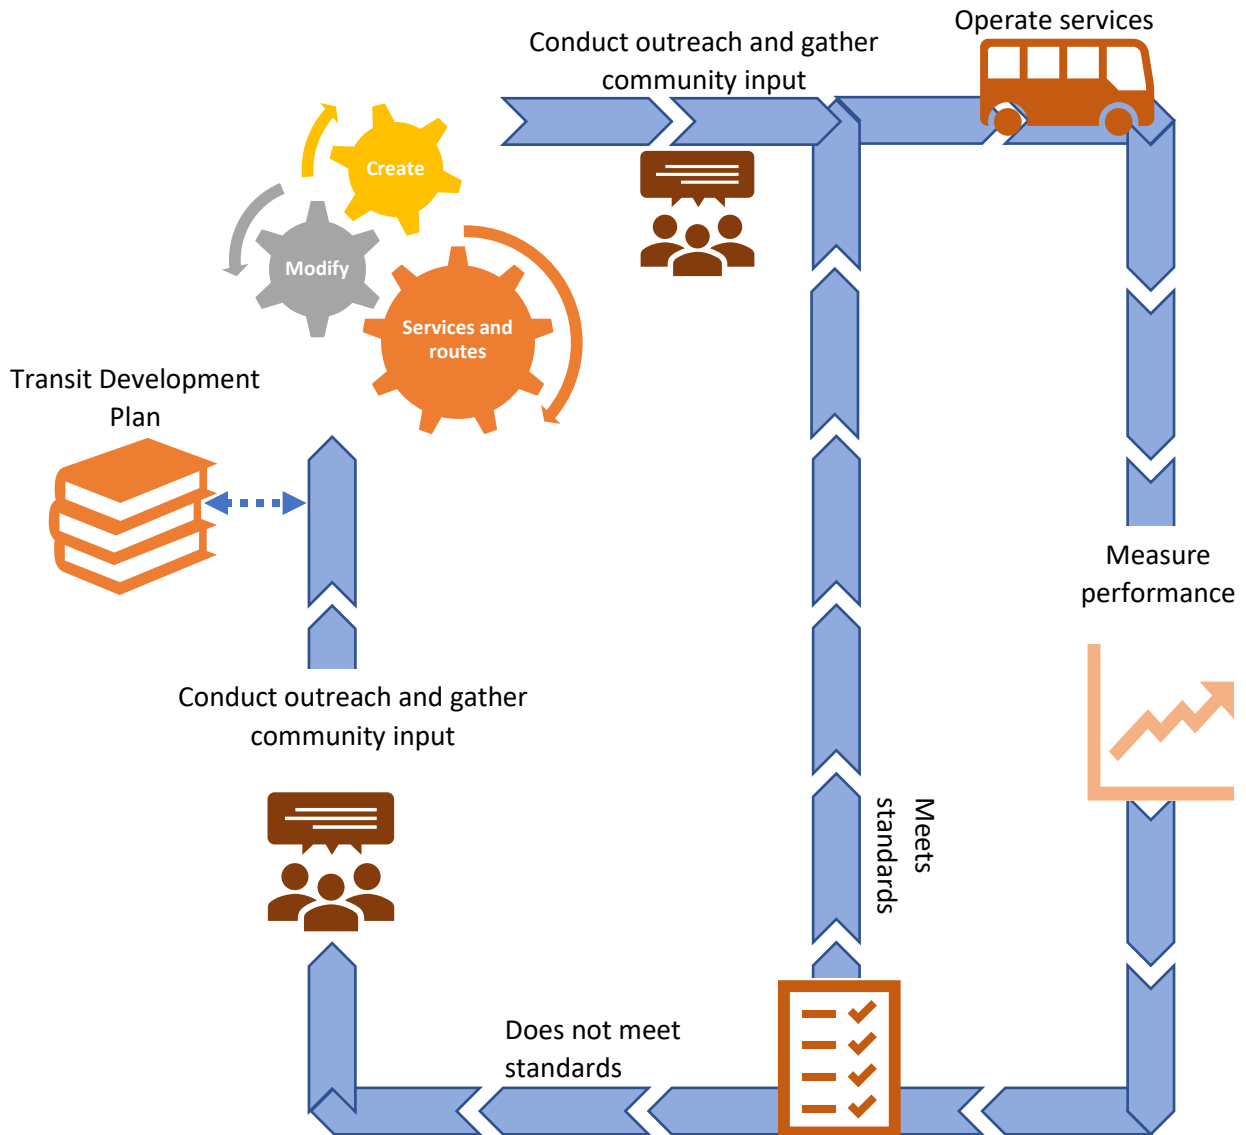 Operate services
Conduct outreach and gather
community input
Create
Modify
Services and
routes
Transit Development
Plan
Measure
performance
Conduct outreach and gather
community input
Meets
standards
Does not meet
standards